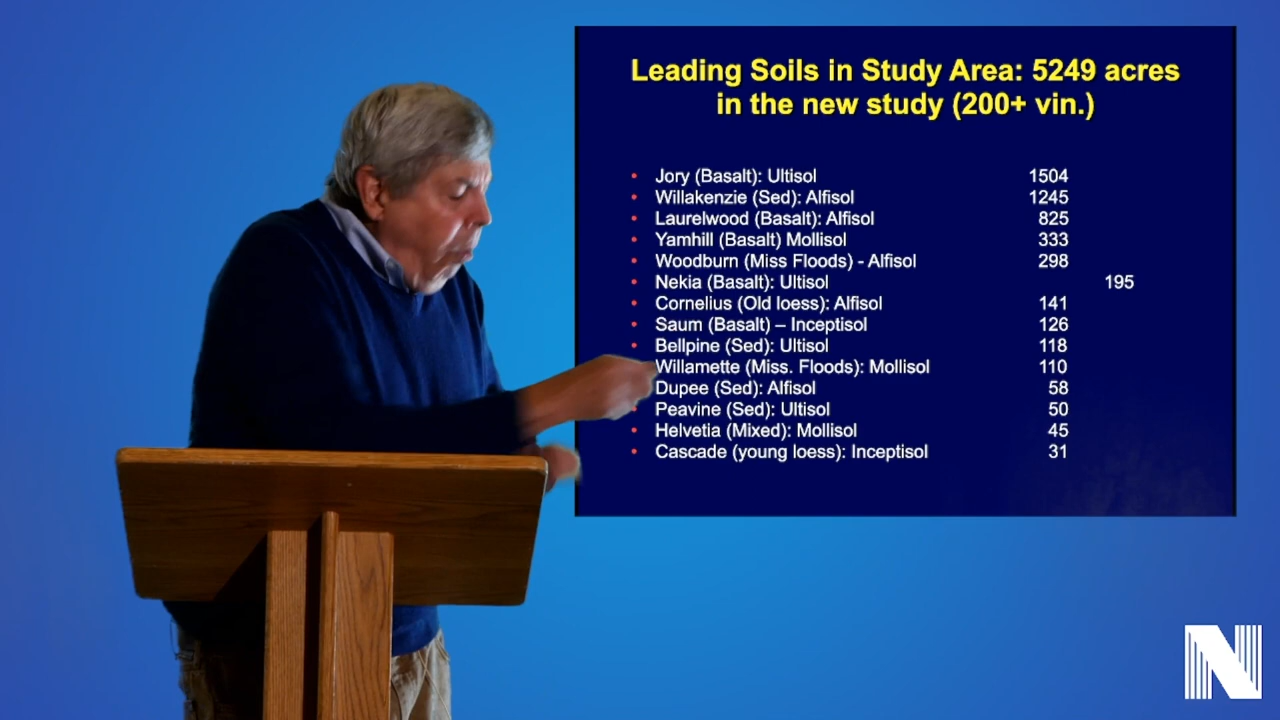 Leading Soils in Study Area: 5249 acres
in the new study (200+ vin.)
• Jory (Basalt): Ultisol 1504
• Willakenzie (Sed): Alfisol 1245
• Laurelwood (Basalt): Alfisol 825
• Yamhill (Basalt) Mollisol 333
• Woodburn (Miss Floods) - Alfisol 298
• Nekia (Basalt): Ultisol 195
• Cornelius (Old loess): Alfisol 141
• Saum (Basalt) – Inceptisol 126
• Bellpine (Sed): Ultisol 118
Willamette (Miss. Floods): Mollisol 110
Dupee (Sed): Alfisol 58
• Peavine (Sed): Ultisol 50
• Helvetia (Mixed): Mollisol 45
• Cascade (young loess): Inceptisol 31
N